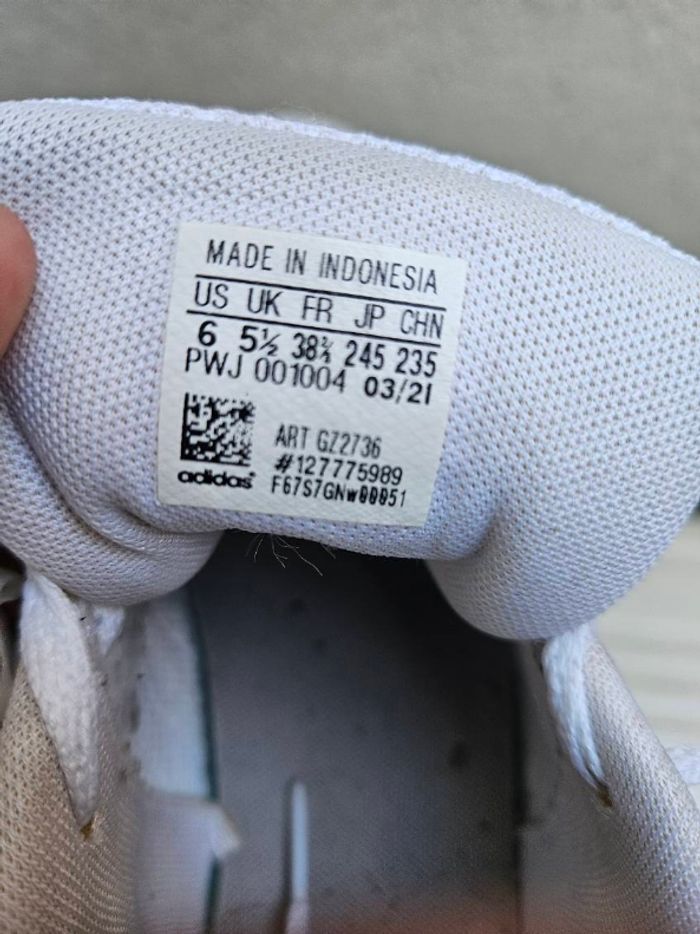 MADE IN INDONESIA
US UK FR JP CHN
6 5½ 38⅔ 245 235
PWJ 001004 03/21
ART GZ2736
#127775989
adidas F67S7GNW00051